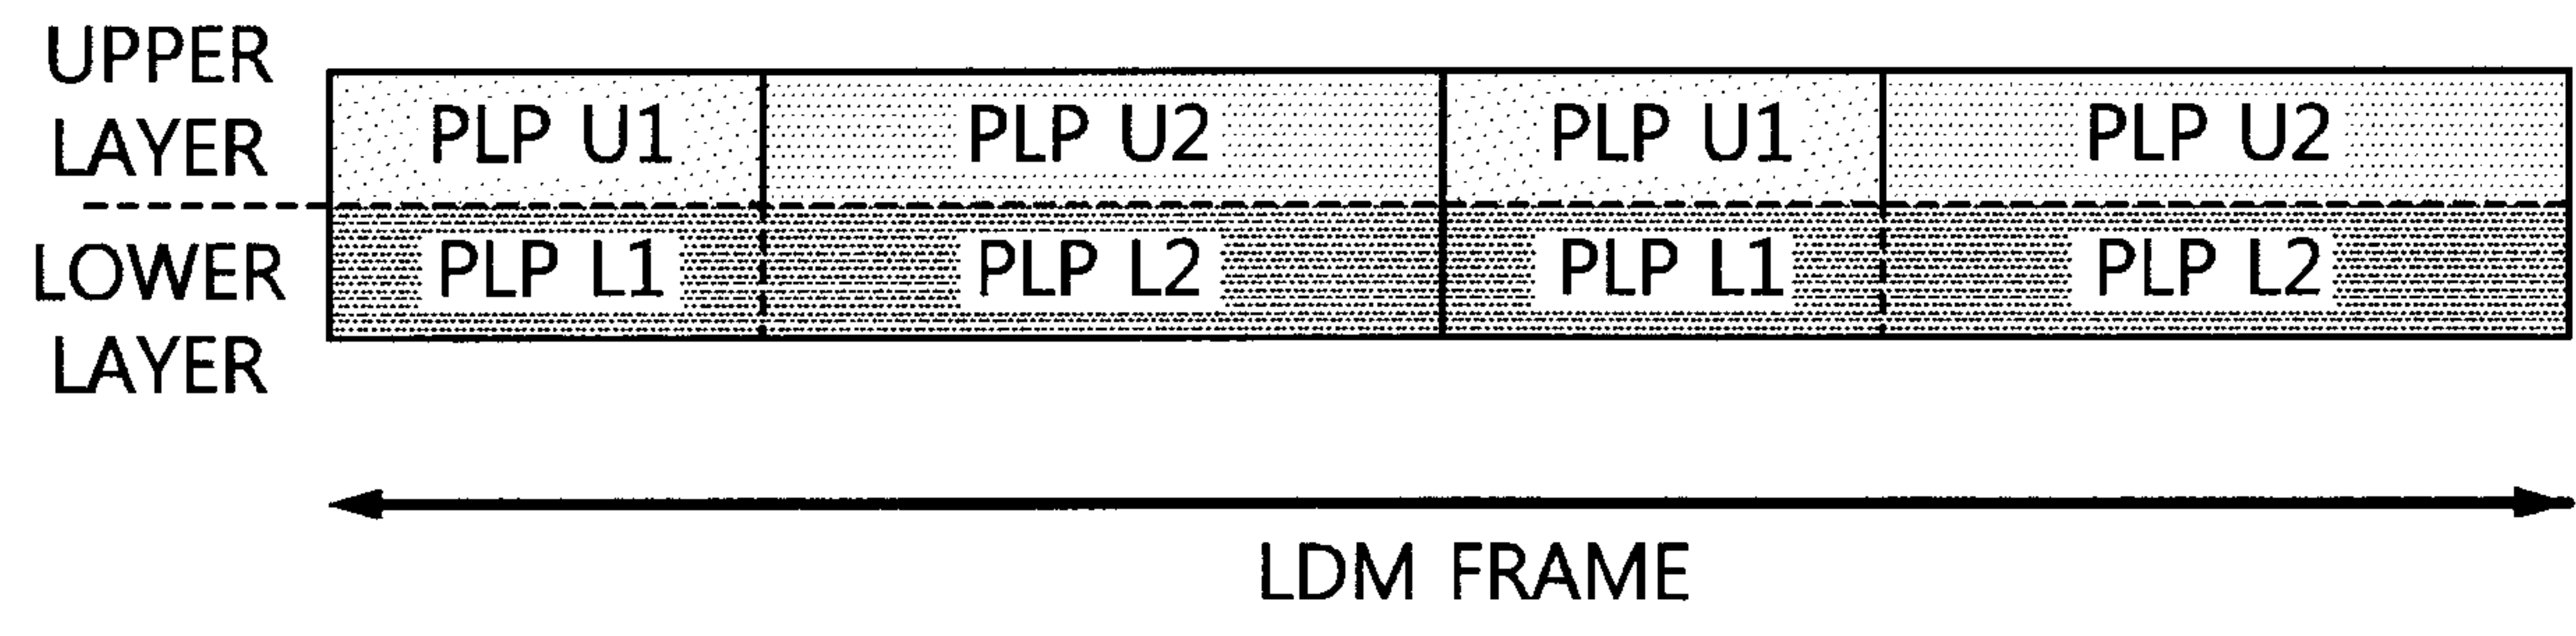 UPPER
LAYER
PLP U1 PLP U2 PLP U1 PLP U2
LOWER
LAYER
PLP L1 PLP L2 PLP L1 PLP L2
LDM FRAME